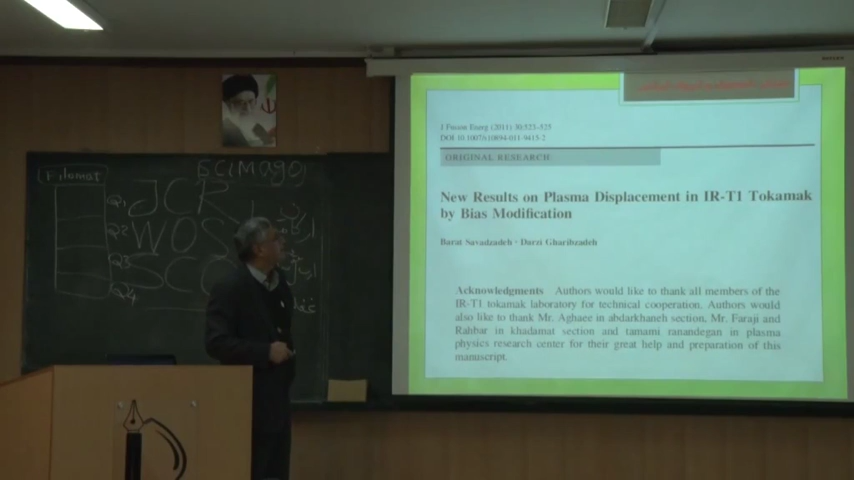 SCIMAGO
Filomat
Q1
JCR
Q2
WOS
Q3
SCO
Q4
J Fusion Energ (2011) 30:523–525
DOI 10.1007/s10894-011-9415-2
ORIGINAL RESEARCH
New Results on Plasma Displacement in IR-T1 Tokamak
by Bias Modification
Barat Savadzadeh · Darzi Gharibzadeh
Acknowledgments Authors would like to thank all members of the
IR-T1 tokamak laboratory for technical cooperation. Authors would
also like to thank Mr. Aghaee in abdarkhaneh section, Mr. Faraji and
Rahbar in khadamat section and tamami ranandegan in plasma
physics research center for their great help and preparation of this
manuscript.